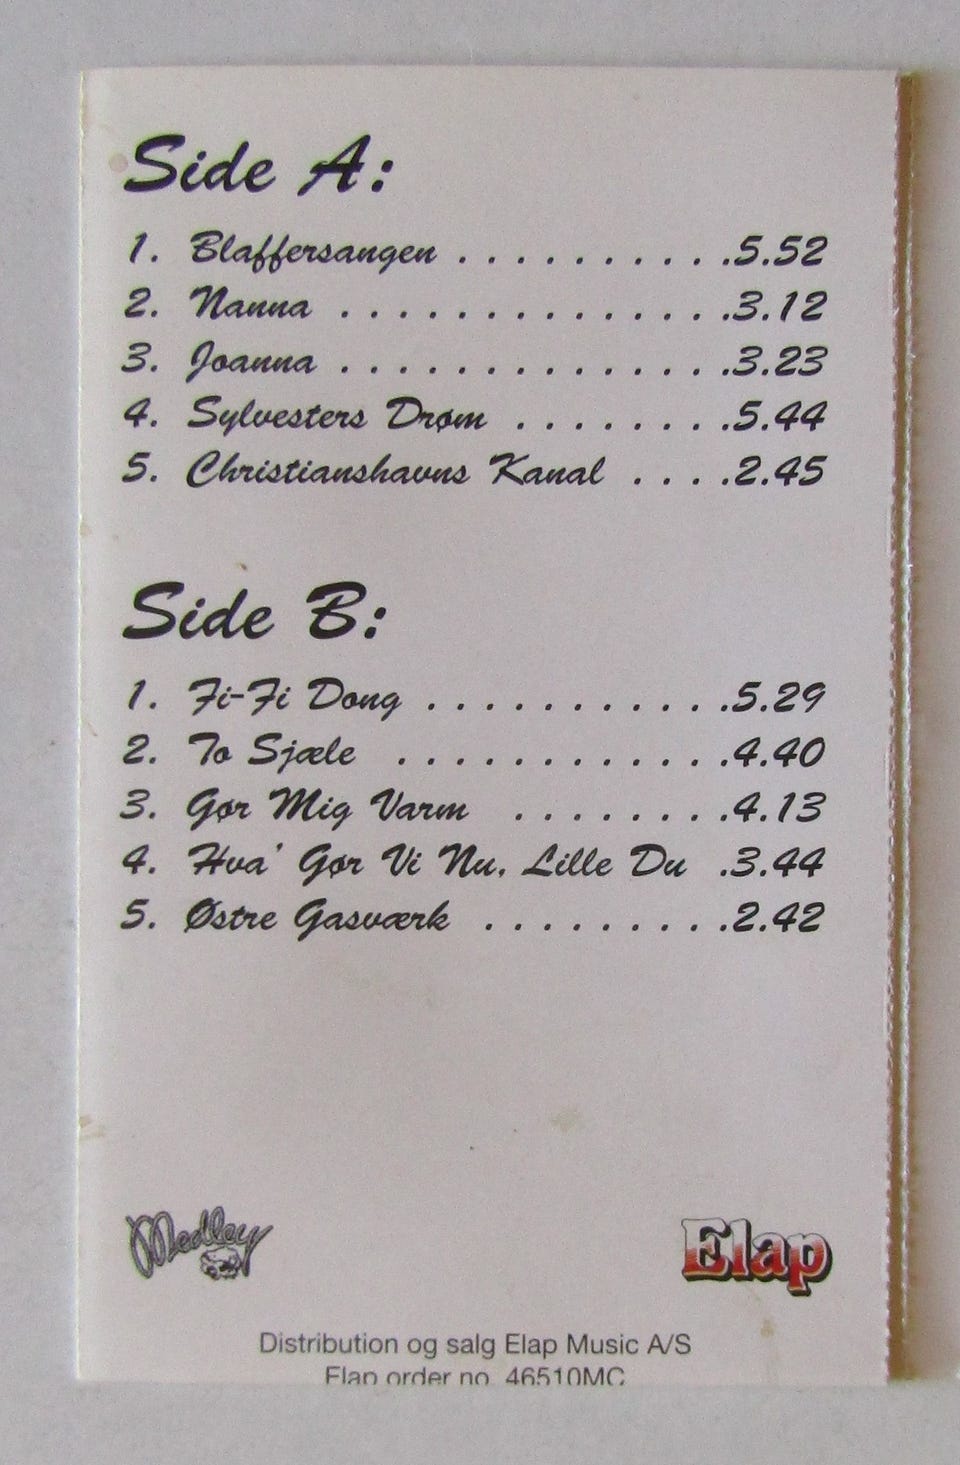 Side A:
1. Blaffersangen . . . . . . . . . .5.52
2. Nanna . . . . . . . . . . . . . .3.12
3. Joanna . . . . . . . . . . . . . .3.23
4. Sylvesters Drøm . . . . . . . .5.44
5. Christianshavns Kanal . . . .2.45
Side B:
1. Fi-Fi Dong . . . . . . . . . . .5.29
2. To Sjæle . . . . . . . . . . . .4.40
3. Gør Mig Varm . . . . . . . .4.13
4. Hva' Gør Vi Nu, Lille Du .3.44
5. Østre Gasværk . . . . . . . . .2.42
Medley Elap
Distribution og salg Elap Music A/S
Elap order no. 46510MC